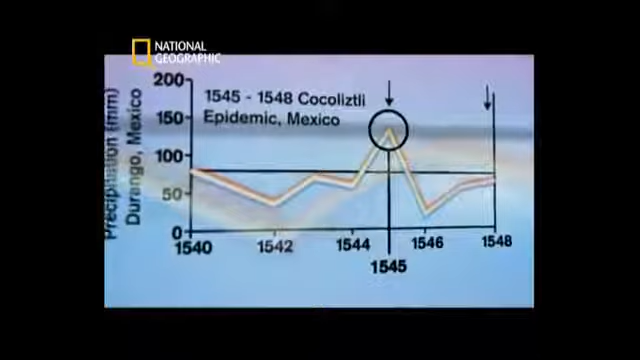 NATIONAL
GEOGRAPHIC
Precipitation (mm)
Durango, Mexico
200
150
100
50
0
1545 - 1548 Cocoliztli
Epidemic, Mexico
1540
1542
1544
1546
1548
1545